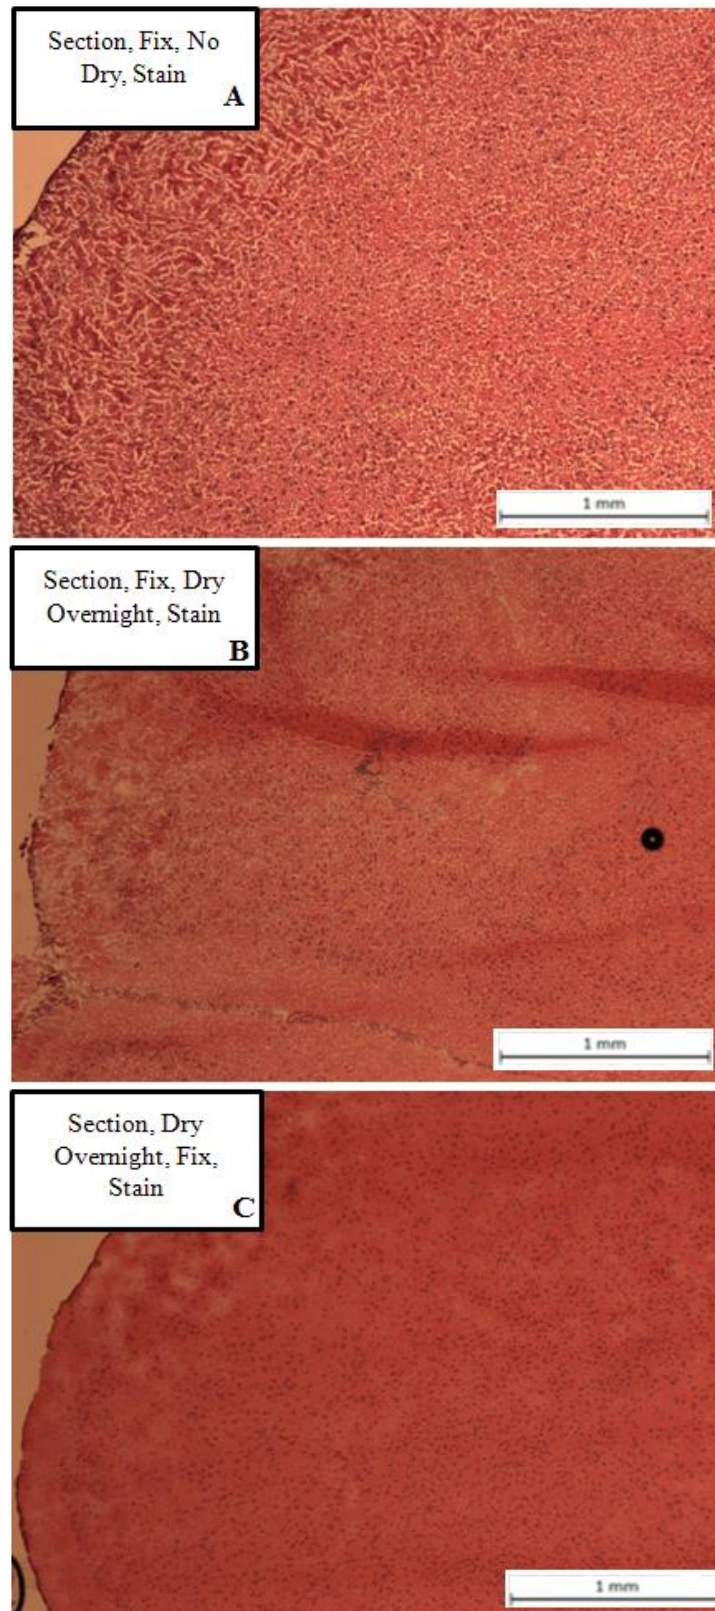 Section, Fix, No
Dry, Stain
A
1 mm
Section, Fix, Dry
Overnight, Stain
B
1 mm
Section, Dry
Overnight, Fix,
Stain
C
1 mm